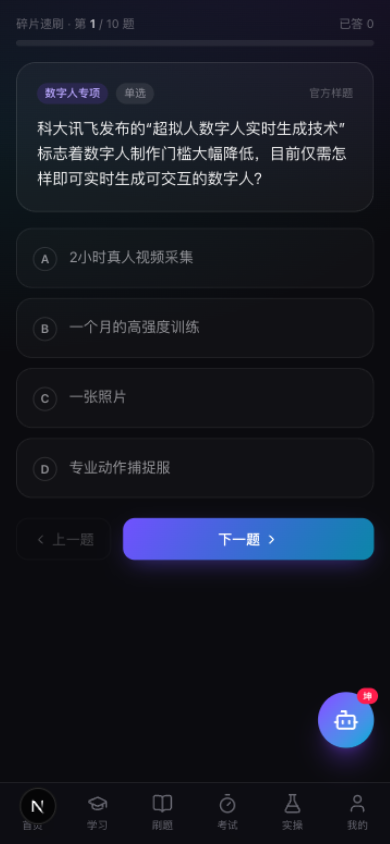 碎片速刷 · 第 1 / 10 题
已答 0
数字人专项
单选
官方样题
科大讯飞发布的“超拟人数字人实时生成技术”
标志着数字人制作门槛大幅降低，目前仅需怎
样即可实时生成可交互的数字人?
A 2小时真人视频采集
B 一个月的高强度训练
C 一张照片
D 专业动作捕捉服
上一题
下一题
坤
N
首页
学习
刷题
考试
实操
我的